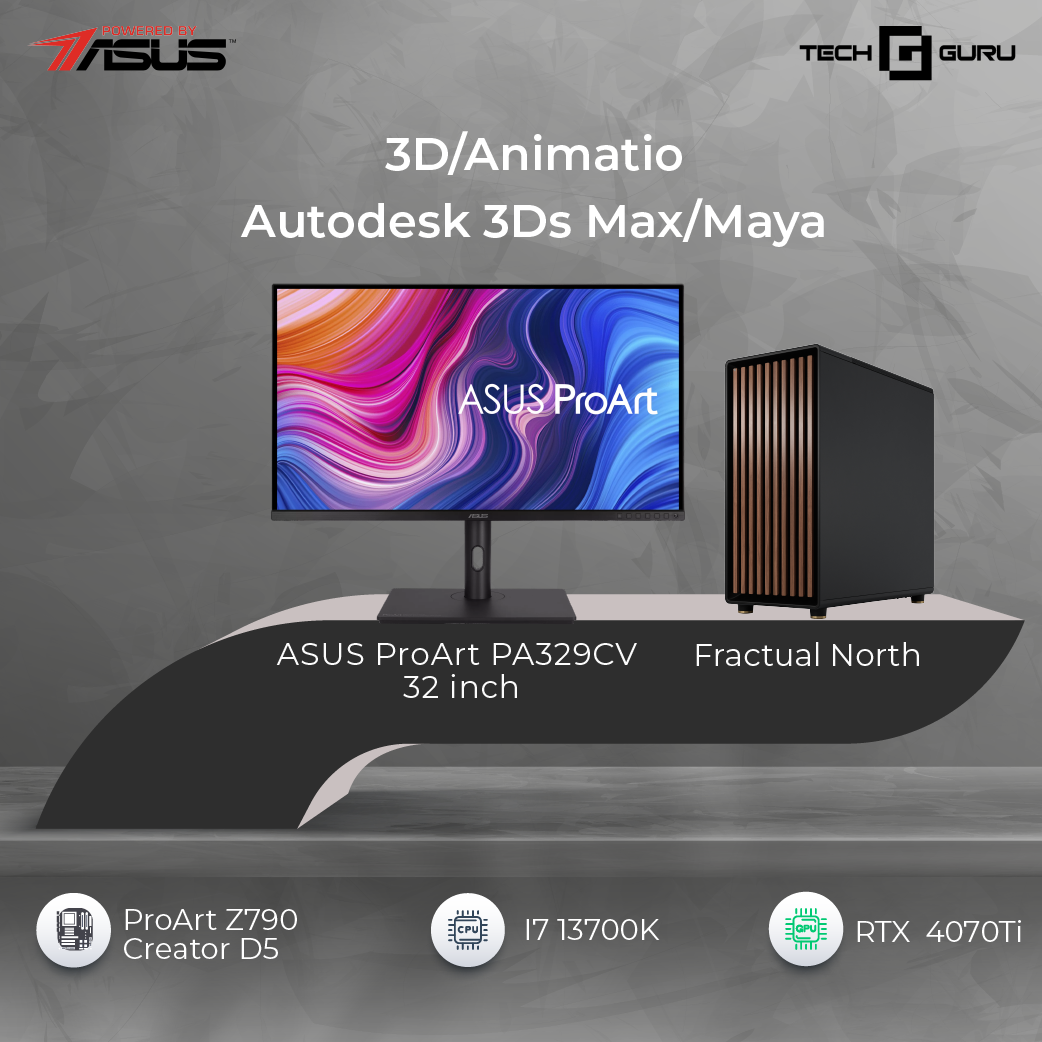 POWERED BY
ASUS™
TECH GURU
3D/Animatio
Autodesk 3Ds Max/Maya
ASUS ProArt
ASUS
ASUS ProArt PA329CV
32 inch
Fractual North
ProArt Z790
Creator D5
CPU
I7 13700K
GPU
RTX 4070Ti